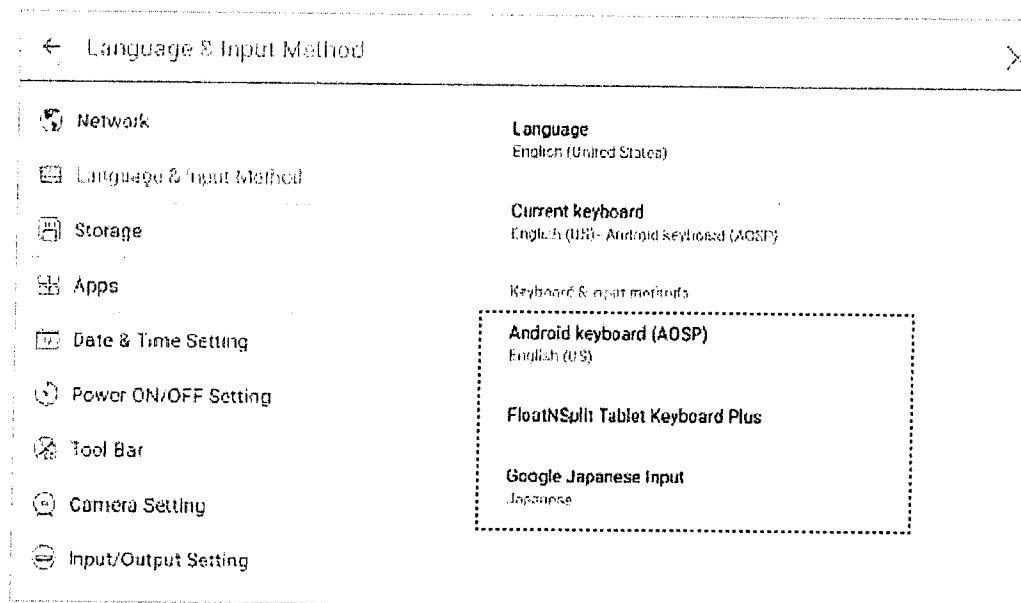 Language & Input Method
Network
Language & Input Method
Storage
Apps
Date & Time Setting
Power ON/OFF Setting
Tool Bar
Camera Setting
Input/Output Setting
Language
English (United States)
Current keyboard
English (US)- Android keyboard (AOSP)
Keyboard & input methods
Android keyboard (AOSP)
English (US)
FloatNSplit Tablet Keyboard Plus
Google Japanese Input
Japanese